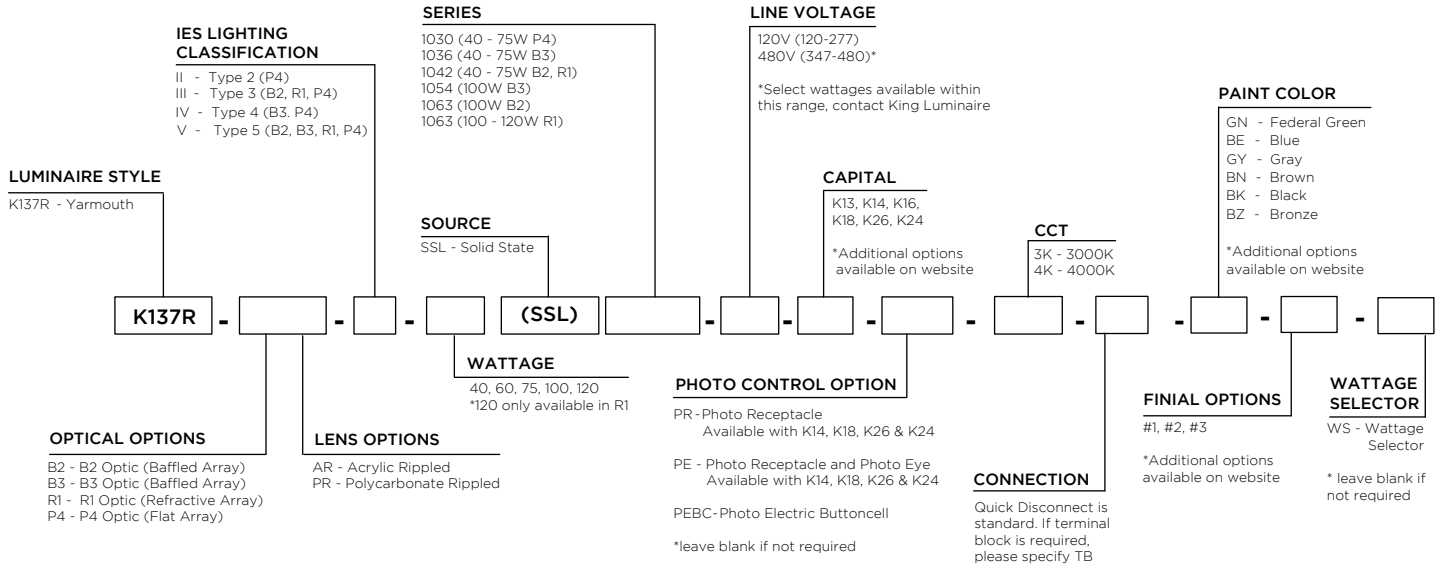 LUMINAIRE STYLE
K137R - Yarmouth
IES LIGHTING
CLASSIFICATION
II - Type 2 (P4)
III - Type 3 (B2, R1, P4)
IV - Type 4 (B3. P4)
V - Type 5 (B2, B3, R1, P4)
SERIES
1030 (40 - 75W P4)
1036 (40 - 75W B3)
1042 (40 - 75W B2, R1)
1054 (100W B3)
1063 (100W B2)
1063 (100 - 120W R1)
SOURCE
SSL - Solid State
LINE VOLTAGE
120V (120-277)
480V (347-480)*
*Select wattages available within
this range, contact King Luminaire
CAPITAL
K13, K14, K16,
K18, K26, K24
*Additional options
available on website
CCT
3K - 3000K
4K - 4000K
PAINT COLOR
GN - Federal Green
BE - Blue
GY - Gray
BN - Brown
BK - Black
BZ - Bronze
*Additional options
available on website
K137R - - - (SSL) - - - - - - - -
OPTICAL OPTIONS
B2 - B2 Optic (Baffled Array)
B3 - B3 Optic (Baffled Array)
R1 - R1 Optic (Refractive Array)
P4 - P4 Optic (Flat Array)
LENS OPTIONS
AR - Acrylic Rippled
PR - Polycarbonate Rippled
WATTAGE
40, 60, 75, 100, 120
*120 only available in R1
PHOTO CONTROL OPTION
PR - Photo Receptacle
Available with K14, K18, K26 & K24
PE - Photo Receptacle and Photo Eye
Available with K14, K18, K26 & K24
PEBC-Photo Electric Buttoncell
*leave blank if not required
CONNECTION
Quick Disconnect is
standard. If terminal
block is required,
please specify TB
FINIAL OPTIONS
#1, #2, #3
*Additional options
available on website
WATTAGE
SELECTOR
WS - Wattage
Selector
* leave blank if
not required